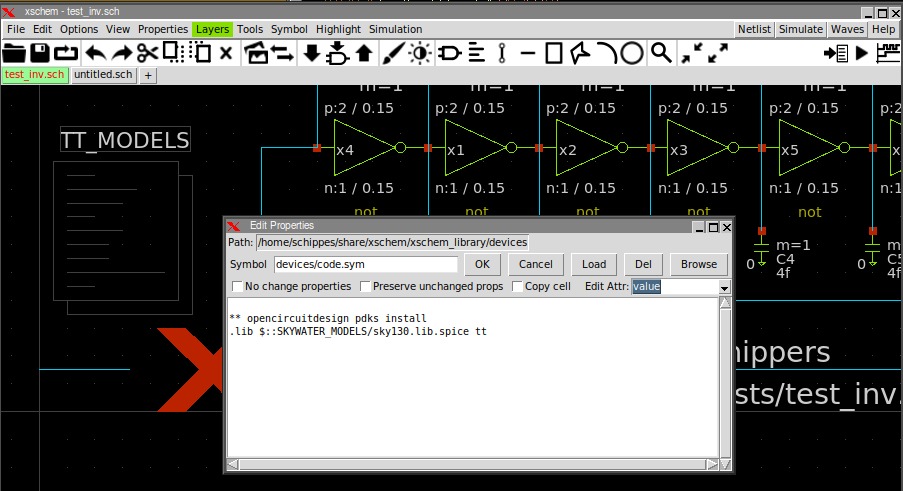 xschem - test_inv.sch
File Edit Options View Properties Layers Tools Symbol Highlight Simulation Netlist Simulate Waves Help
test_inv.sch untitled.sch +
m=1 m=1 m=1
p:2 / 0.15 p:2 / 0.15 p:2 / 0.15 p:2 / 0.15 p:2 / 0.15
TT_MODELS
x4 x1 x2 x3 x5
n:1 / 0.15 n:1 / 0.15 n:1 / 0.15 n:1 / 0.15 n:1 / 0.15
not not not not not
Edit Properties
Path: /home/schippes/share/xschem/xschem_library/devices
Symbol devices/code.sym OK Cancel Load Del Browse
No change properties Preserve unchanged props Copy cell Edit Attr: value
** opencircuitdesign pdks install
.lib $::SKYWATER_MODELS/sky130.lib.spice tt
m=1
C4
4f
0
m=1
4f
0
hippers
sts/test_inv.